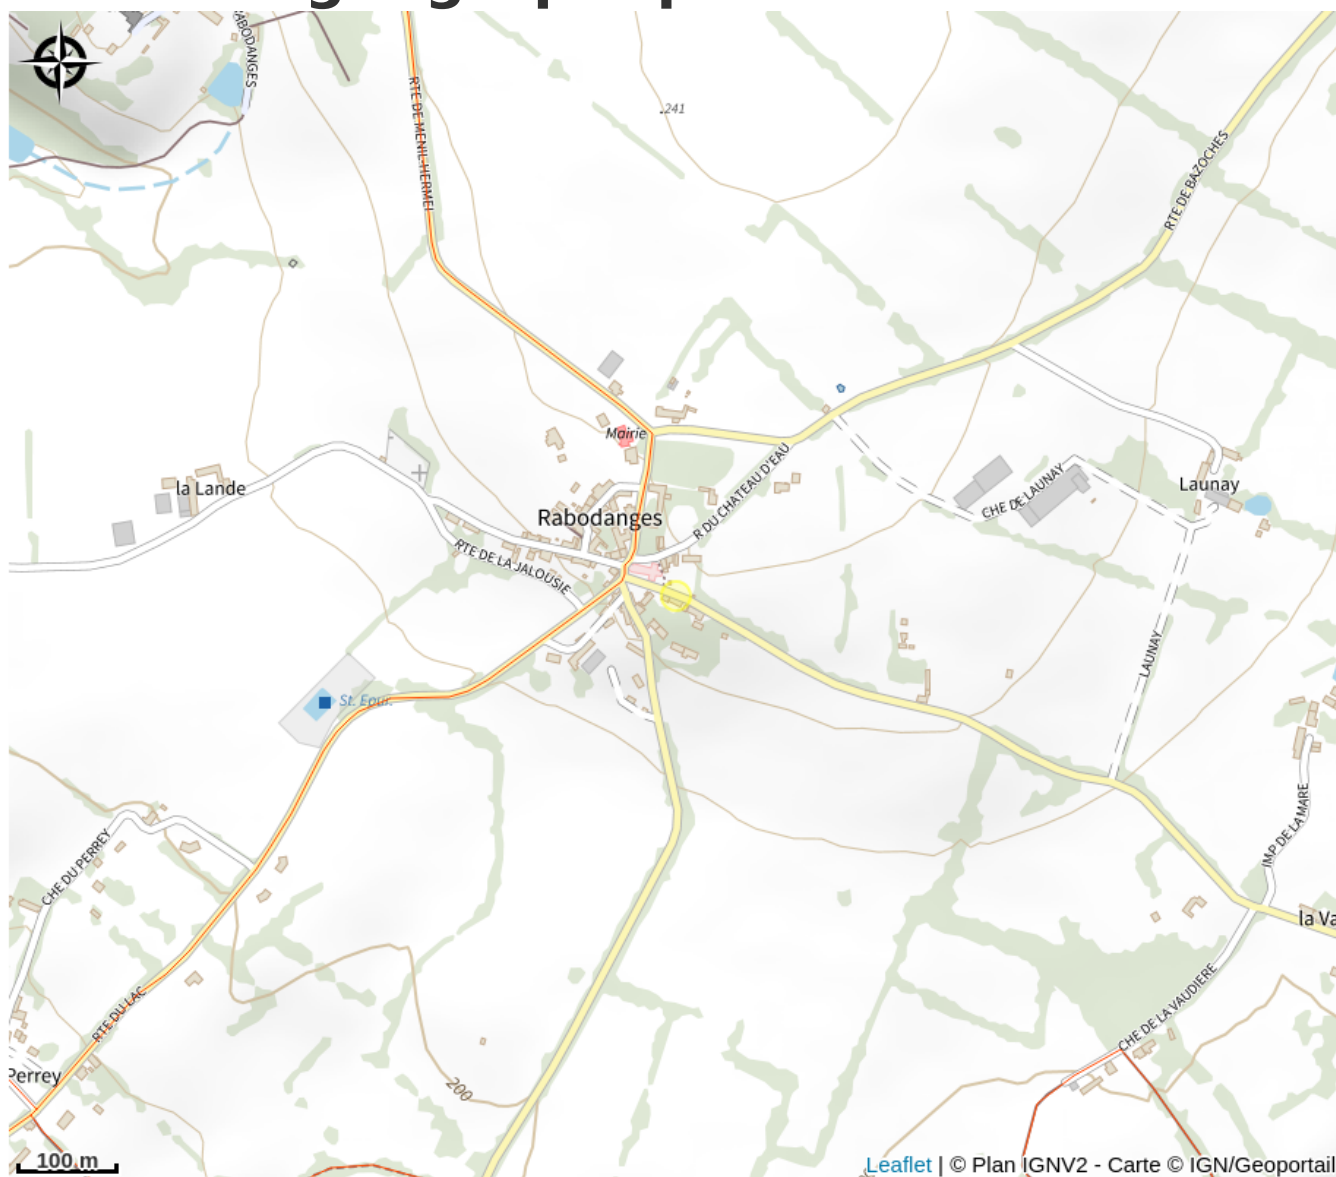 RABODANGES
RTE DE MENIL-HERMEI
241
RTE DE BAZOCHES
Mairie
la Lande
R DU CHATEAU D'EAU
CHE DE LAUNAY
Launay
Rabodanges
RTE DE LA JALOUSIE
LAUNAY
St. Epur.
IMP DE LA MARE
CHE DU PERREY
la Va
CHE DE LA VAUDIERE
RTE DU LAC
Perrey
200
100 m
Leaflet | © Plan IGNV2 - Carte © IGN/Geoportail